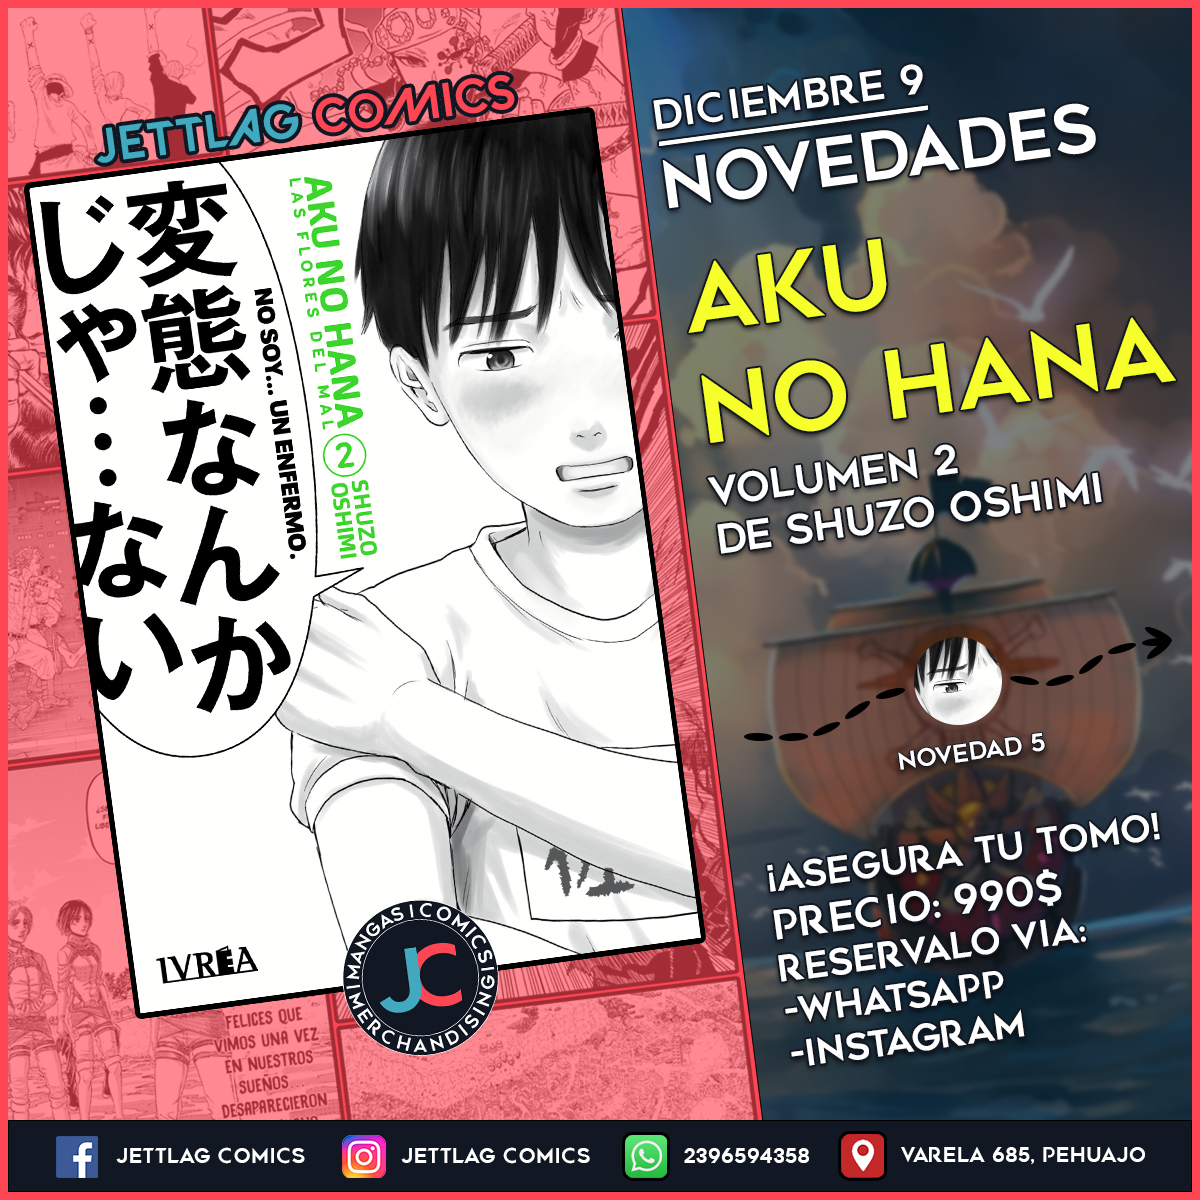 JETTLAG COMICS
変態なんか
じゃ…ない
NO SOY... UN ENFERMO.
AKU NO HANA 2
LAS FLORES DEL MAL
SHUZO
OSHIMI
IVREA
JC
MANGAS | COMICS | MERCHANDISING
FELICES QUE
VIMOS UNA VEZ
EN NUESTROS
SUEÑOS...
DESAPARECIERON
DICIEMBRE 9
NOVEDADES
AKU
NO HANA
VOLUMEN 2
DE SHUZO OSHIMI
NOVEDAD 5
¡ASEGURA TU TOMO!
PRECIO: 990$
RESERVALO VIA:
-WHATSAPP
-INSTAGRAM
JETTLAG COMICS
JETTLAG COMICS
2396594358
VARELA 685, PEHUAJO